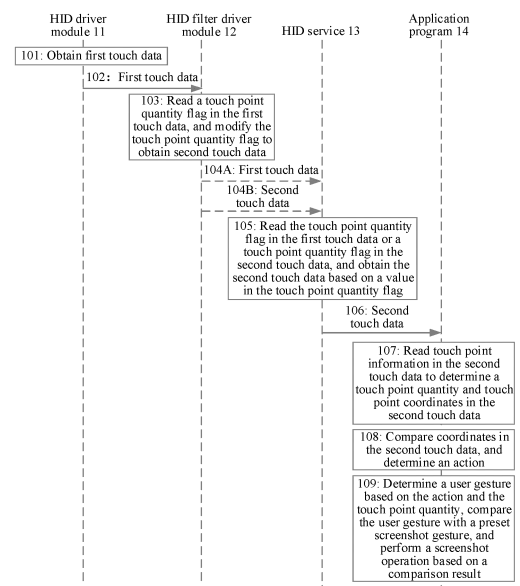 HID driver
module 11
HID filter driver
module 12
HID service 13
Application
program 14
101: Obtain first touch data
102: First touch data
103: Read a touch point
quantity flag in the first
touch data, and modify the
touch point quantity flag to
obtain second touch data
104A: First touch data
104B: Second
touch data
105: Read the touch point quantity
flag in the first touch data or a
touch point quantity flag in the
second touch data, and obtain the
second touch data based on a value
in the touch point quantity flag
106: Second
touch data
107: Read touch point
information in the second
touch data to determine a
touch point quantity and touch
point coordinates in the
second touch data
108: Compare coordinates in
the second touch data, and
determine an action
109: Determine a user gesture
based on the action and the
touch point quantity, compare
the user gesture with a preset
screenshot gesture, and
perform a screenshot
operation based on a
comparison result